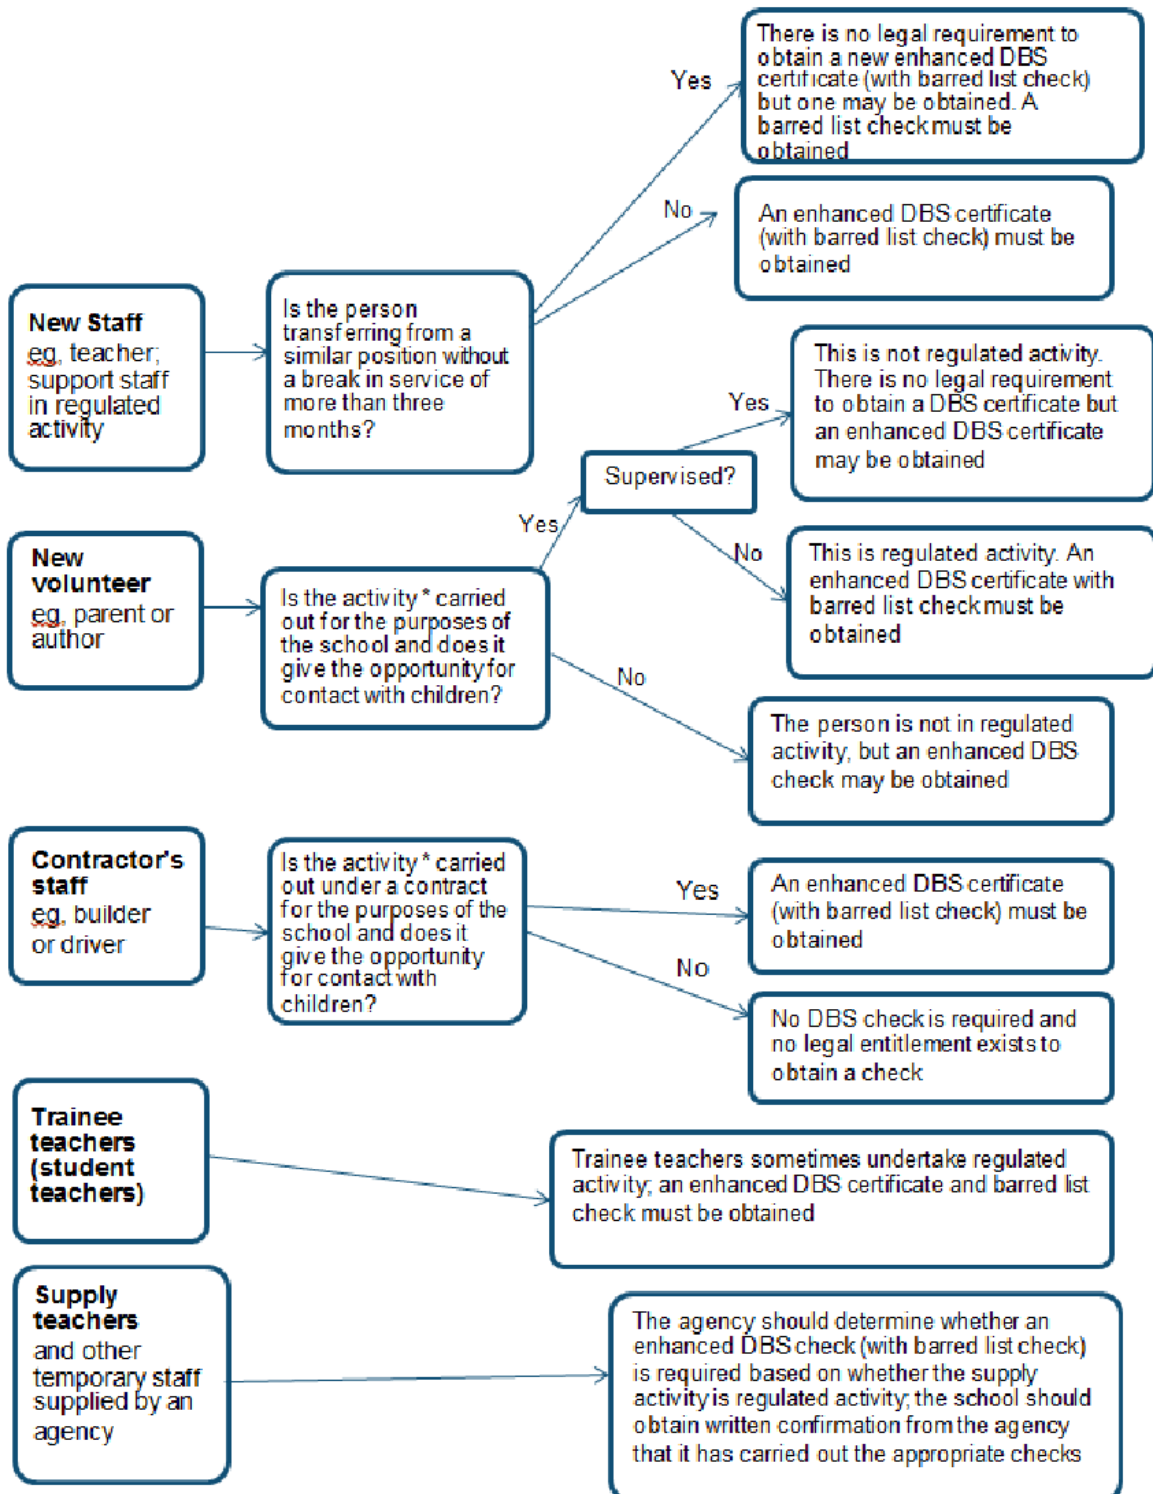 There is no legal requirement to
obtain a new enhanced DBS
certificate (with barred list check)
but one may be obtained. A
barred list check must be
obtained
Yes
No
An enhanced DBS certificate
(with barred list check) must be
obtained
New Staff
eg, teacher;
support staff
in regulated
activity
Is the person
transferring from a
similar position without
a break in service of
more than three
months?
This is not regulated activity.
There is no legal requirement
to obtain a DBS certificate but
an enhanced DBS certificate
may be obtained
Yes
Supervised?
Yes
No
This is regulated activity. An
enhanced DBS certificate with
barred list check must be
obtained
New
volunteer
eg, parent or
author
Is the activity * carried
out for the purposes of
the school and does it
give the opportunity for
contact with children?
No
The person is not in regulated
activity, but an enhanced DBS
check may be obtained
Contractor's
staff
eg, builder
or driver
Is the activity * carried
out under a contract
for the purposes of the
school and does it
give the opportunity
for contact with
children?
Yes
An enhanced DBS certificate
(with barred list check) must be
obtained
No
No DBS check is required and
no legal entitlement exists to
obtain a check
Trainee
teachers
(student
teachers)
Trainee teachers sometimes undertake regulated
activity; an enhanced DBS certificate and barred list
check must be obtained
Supply
teachers
and other
temporary staff
supplied by an
agency
The agency should determine whether an
enhanced DBS check (with barred list check)
is required based on whether the supply
activity is regulated activity; the school should
obtain written confirmation from the agency
that it has carried out the appropriate checks